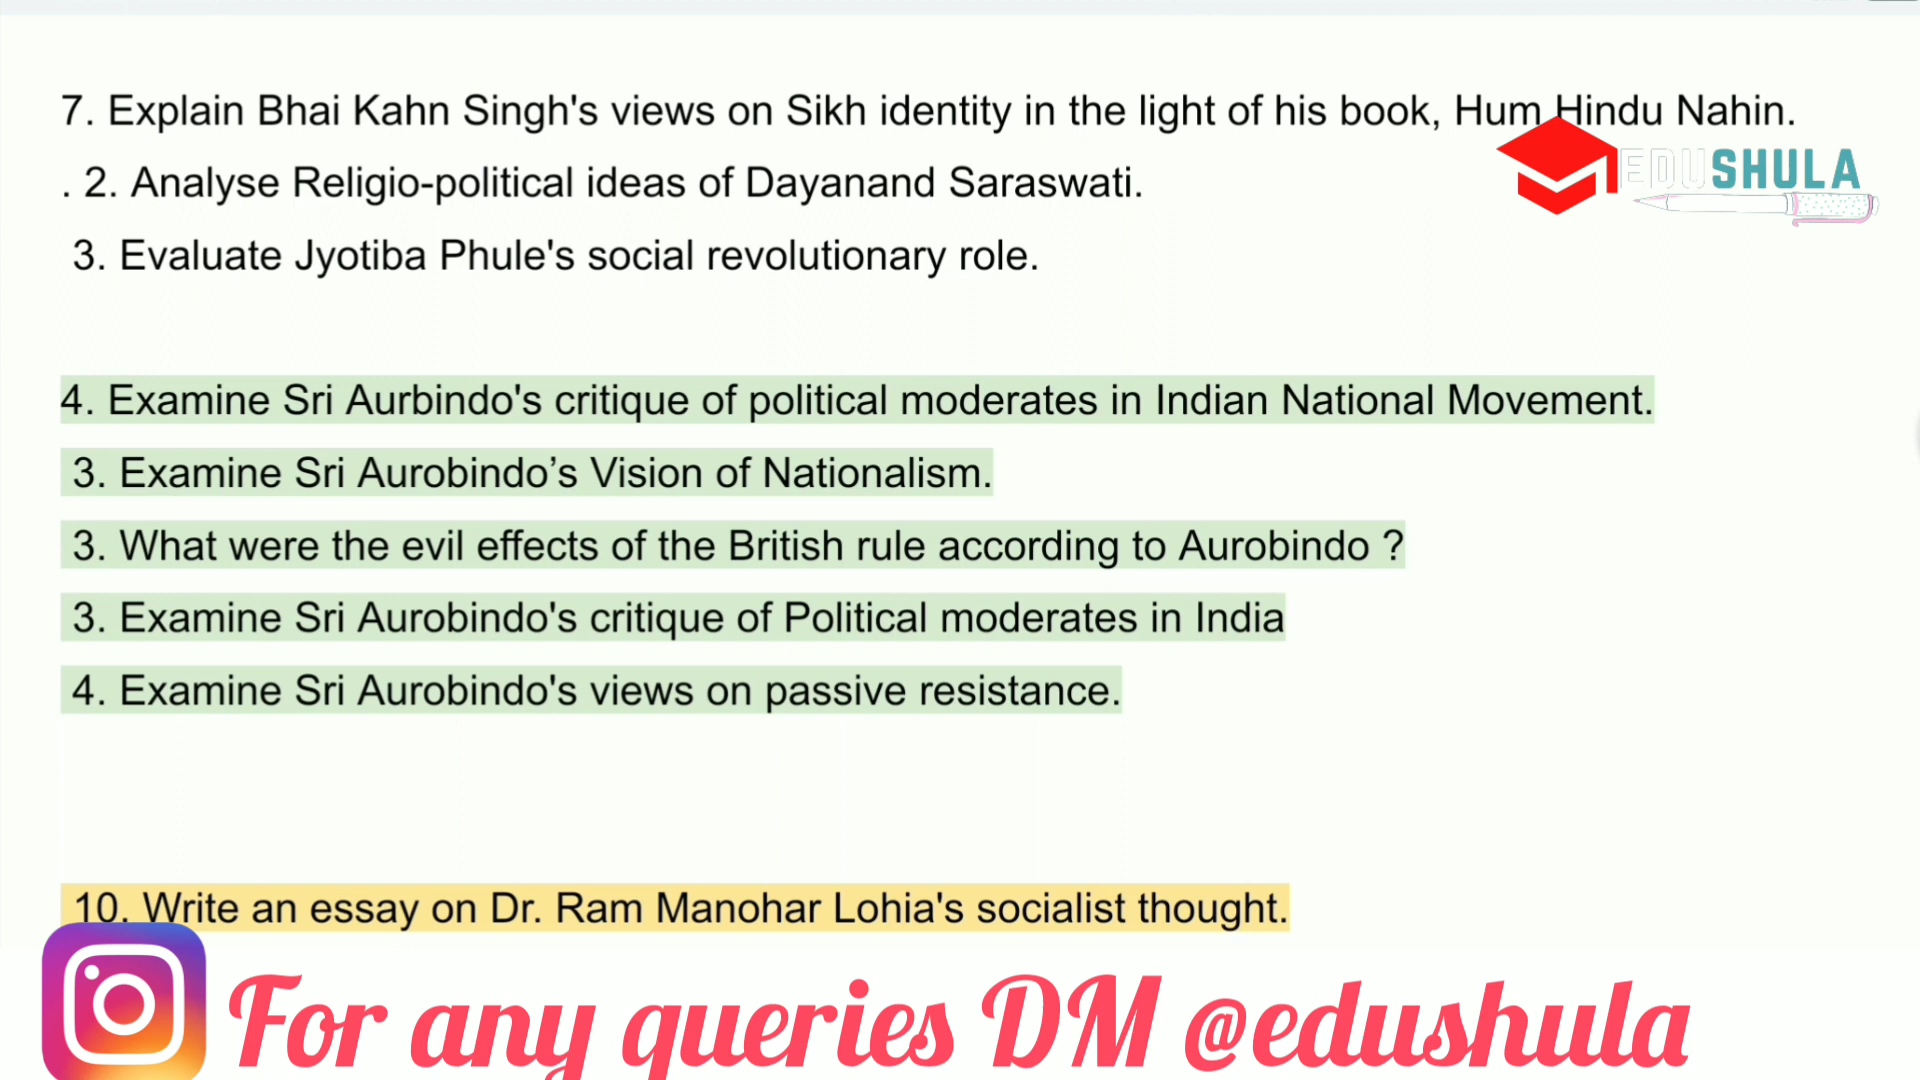 7. Explain Bhai Kahn Singh's views on Sikh identity in the light of his book, Hum Hindu Nahin.
. 2. Analyse Religio-political ideas of Dayanand Saraswati.
EDUSHULA
3. Evaluate Jyotiba Phule's social revolutionary role.
4. Examine Sri Aurbindo's critique of political moderates in Indian National Movement.
3. Examine Sri Aurobindo’s Vision of Nationalism.
3. What were the evil effects of the British rule according to Aurobindo ?
3. Examine Sri Aurobindo's critique of Political moderates in India
4. Examine Sri Aurobindo's views on passive resistance.
10. Write an essay on Dr. Ram Manohar Lohia's socialist thought.
For any queries DM @edushula